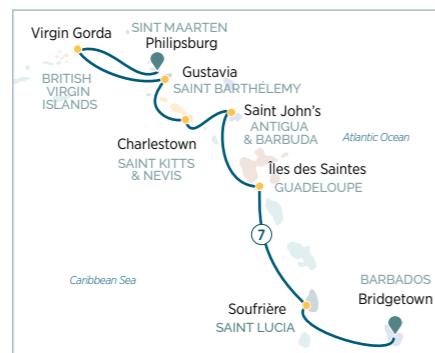 SINT MAARTEN
Virgin Gorda
Philipsburg
Gustavia
SAINT BARTHÉLEMY
BRITISH
VIRGIN
ISLANDS
Saint John's
ANTIGUA
& BARBUDA
Atlantic Ocean
Charlestown
SAINT KITTS
& NEVIS
Îles des Saintes
GUADELOUPE
7
Caribbean Sea
BARBADOS
Bridgetown
Soufrière
SAINT LUCIA